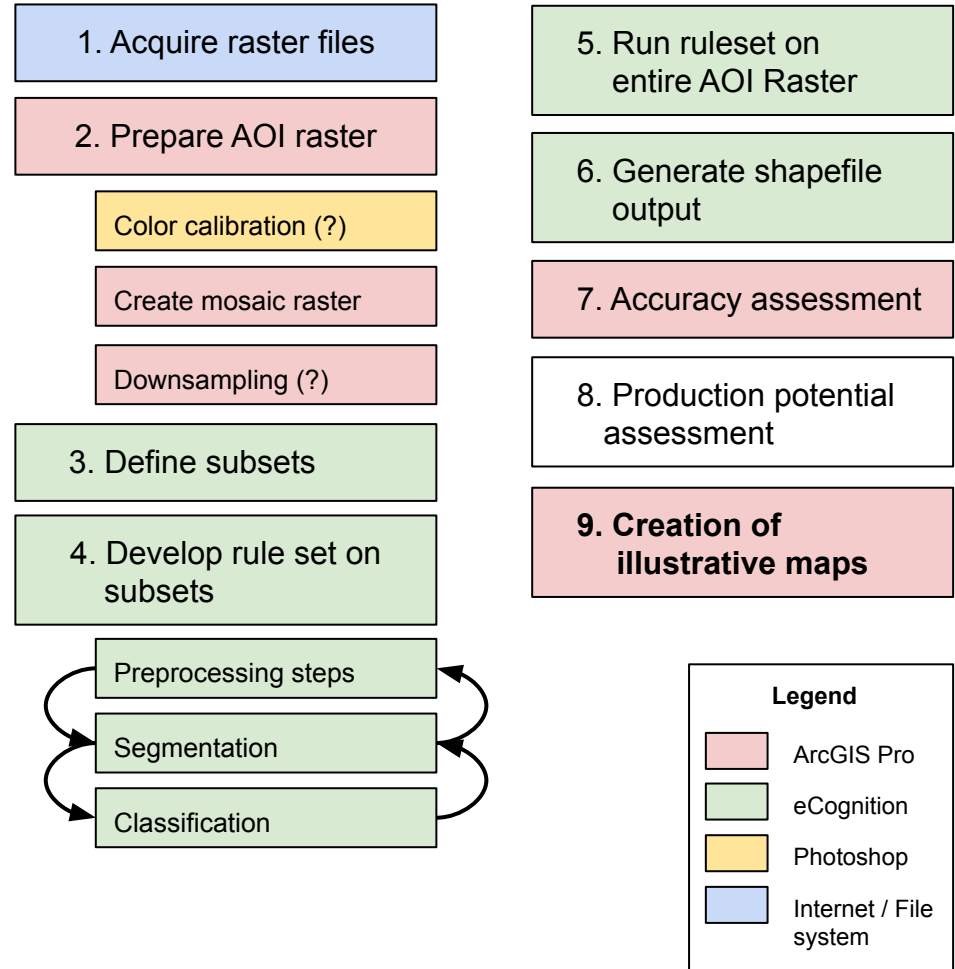 1. Acquire raster files
2. Prepare AOI raster
Color calibration (?)
Create mosaic raster
Downsampling (?)
3. Define subsets
4. Develop rule set on
subsets
Preprocessing steps
Segmentation
Classification
5. Run ruleset on
entire AOI Raster
6. Generate shapefile
output
7. Accuracy assessment
8. Production potential
assessment
9. Creation of
illustrative maps
Legend
ArcGIS Pro
eCognition
Photoshop
Internet / File
system